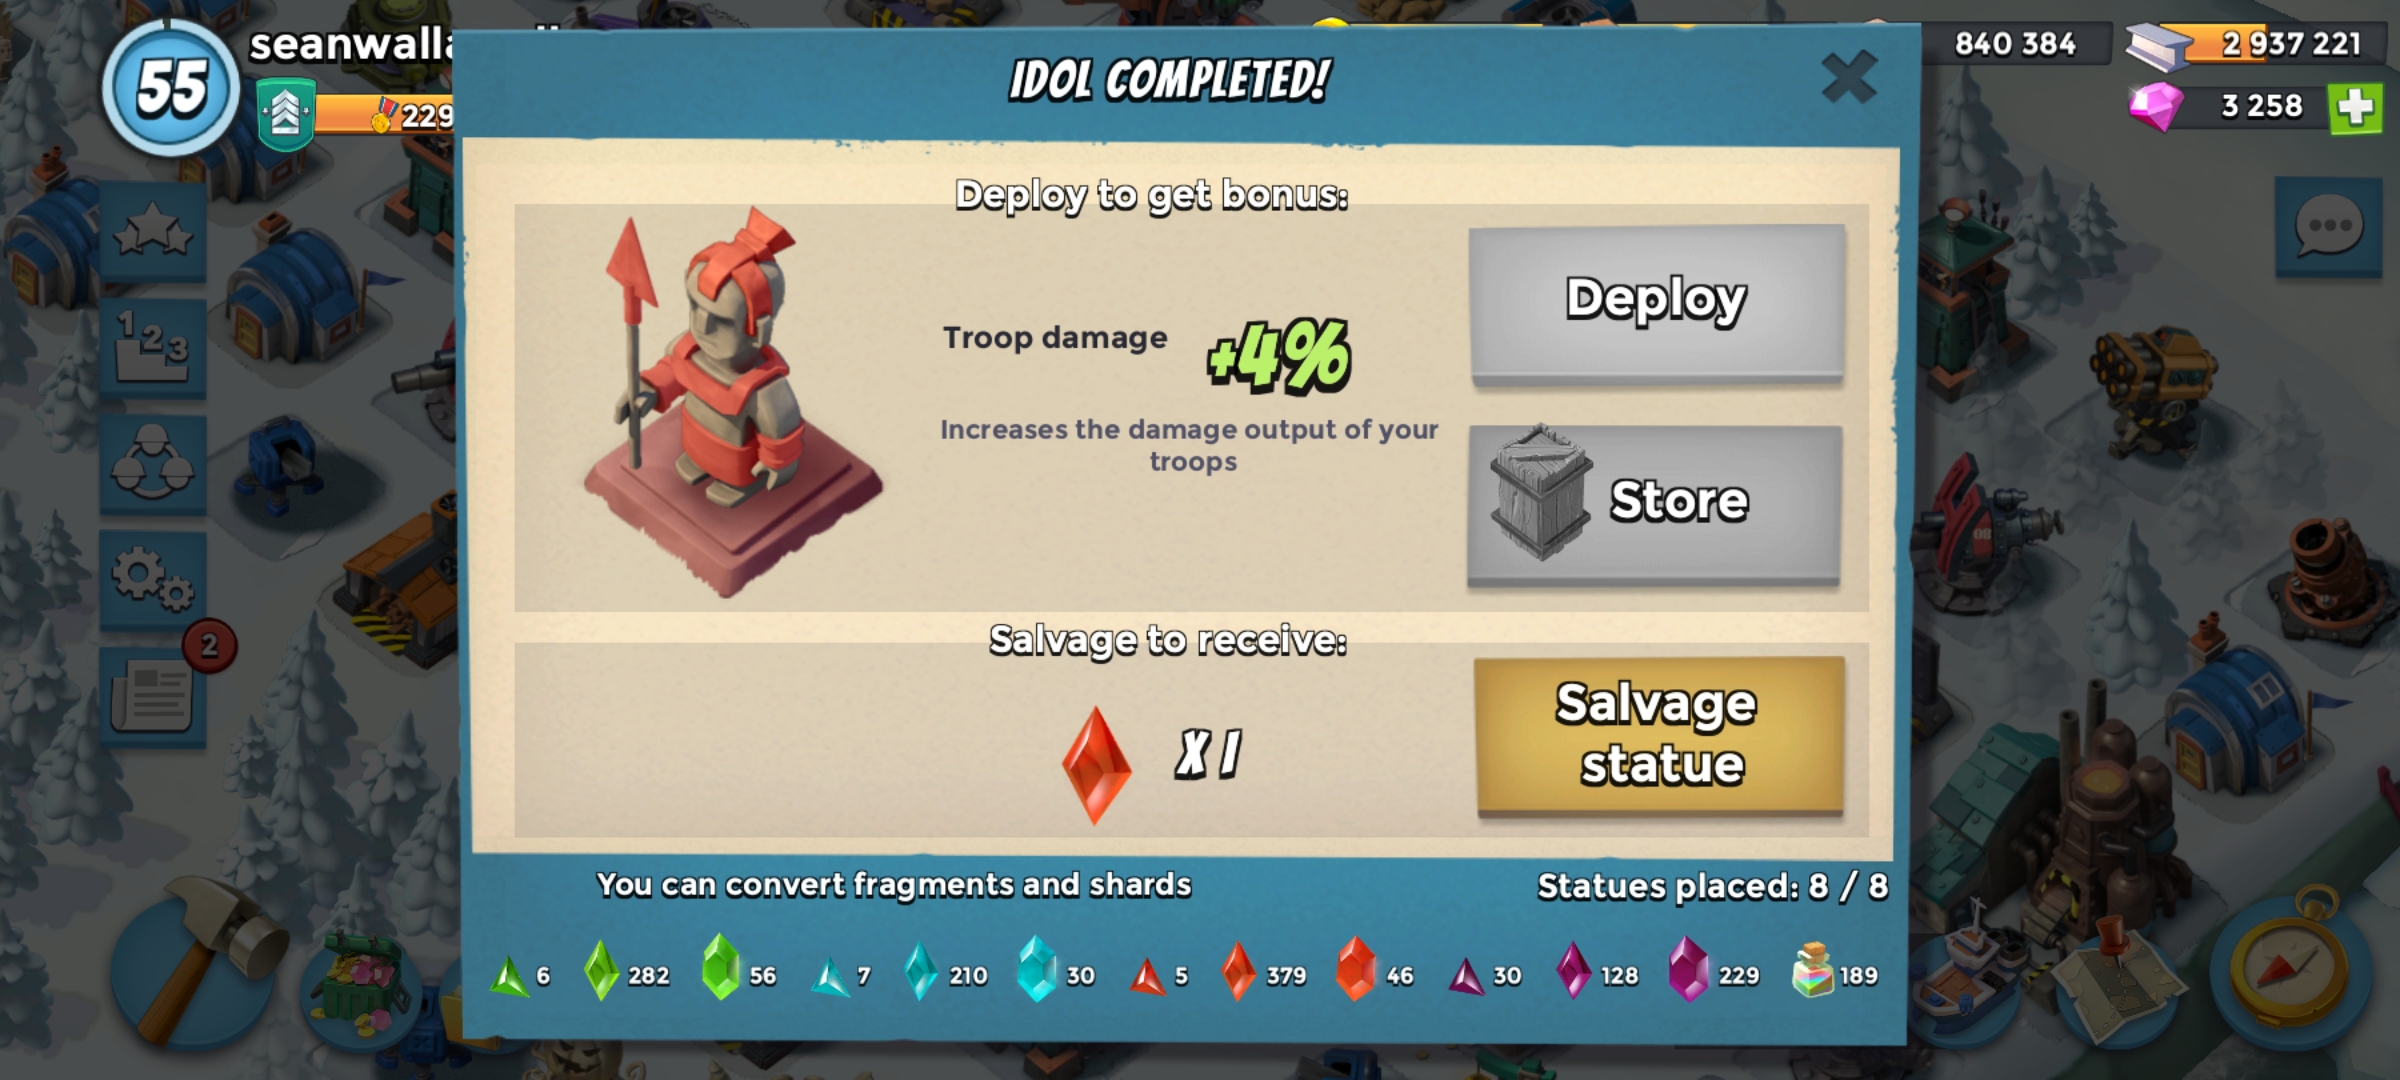 55
229
840 384
2 937 221
3 258
IDOL COMPLETED!
Deploy to get bonus:
Troop damage +4%
Increases the damage output of your
troops
Deploy
Store
1 2 3
2
Salvage to receive:
X 1
Salvage
statue
You can convert fragments and shards
Statues placed: 8 / 8
6 282 56 7 210 30 5 379 46 30 128 229 189